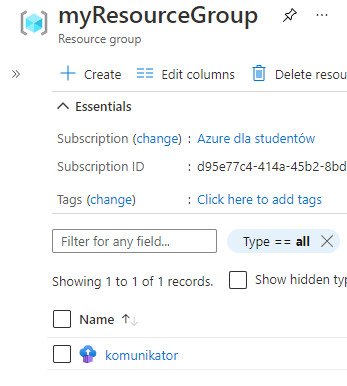 myResourceGroup
Resource group
Create Edit columns Delete resou
Essentials
Subscription (change) : Azure dla studentów
Subscription ID : d95e77c4-414a-45b2-8bd
Tags (change) : Click here to add tags
Filter for any field... Type == all
Showing 1 to 1 of 1 records. Show hidden typ
Name
komunikator